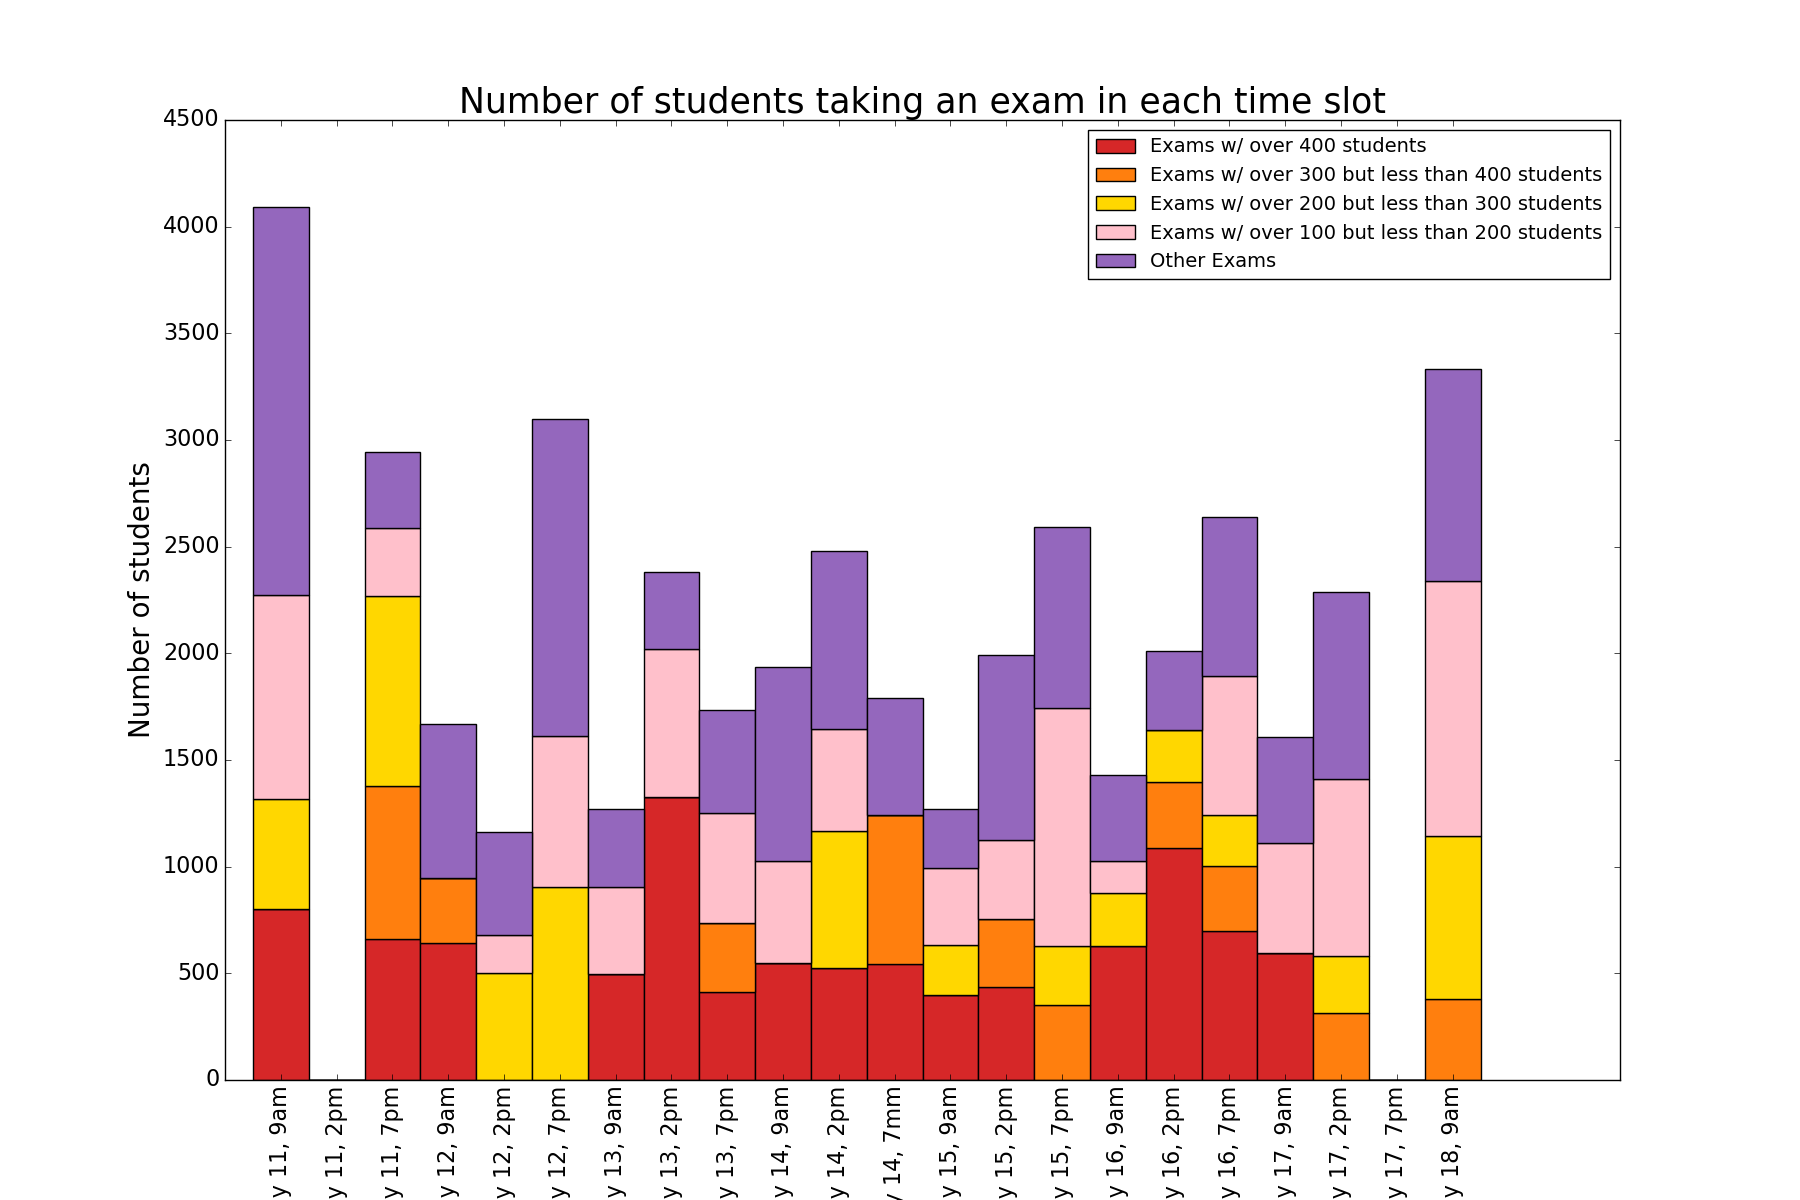 Number of students taking an exam in each time slot
Exams w/ over 400 students
Exams w/ over 300 but less than 400 students
Exams w/ over 200 but less than 300 students
Exams w/ over 100 but less than 200 students
Other Exams
Number of students
4500
4000
3500
3000
2500
2000
1500
1000
500
0
y 11, 9am
y 11, 2pm
y 11, 7pm
y 12, 9am
y 12, 2pm
y 12, 7pm
y 13, 9am
y 13, 2pm
y 13, 7pm
y 14, 9am
y 14, 2pm
y 14, 7mm
y 15, 9am
y 15, 2pm
y 15, 7pm
y 16, 9am
y 16, 2pm
y 16, 7pm
y 17, 9am
y 17, 2pm
y 17, 7pm
y 18, 9am